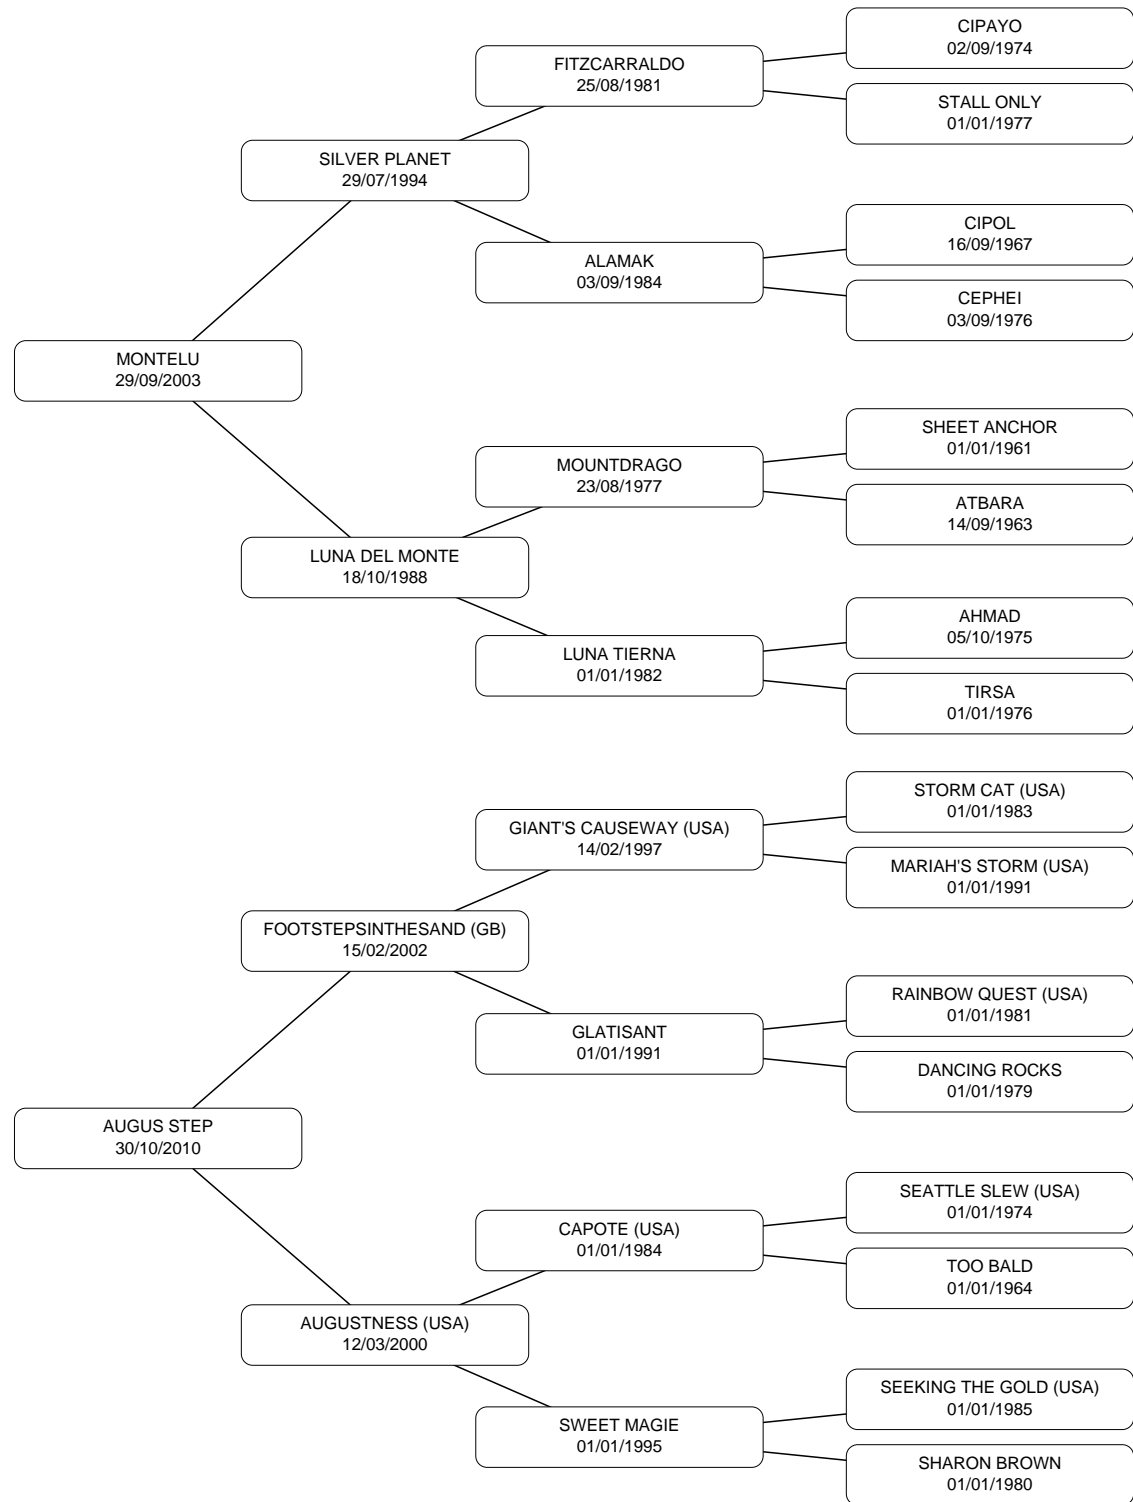 CIPAYO
02/09/1974
FITZCARRALDO
25/08/1981
STALL ONLY
01/01/1977
SILVER PLANET
29/07/1994
CIPOL
16/09/1967
ALAMAK
03/09/1984
CEPHEI
03/09/1976
MONTELU
29/09/2003
SHEET ANCHOR
01/01/1961
MOUNTDRAGO
23/08/1977
ATBARA
14/09/1963
LUNA DEL MONTE
18/10/1988
AHMAD
05/10/1975
LUNA TIERNA
01/01/1982
TIRSA
01/01/1976
STORM CAT (USA)
01/01/1983
GIANT'S CAUSEWAY (USA)
14/02/1997
MARIAH'S STORM (USA)
01/01/1991
FOOTSTEPSINTHESAND (GB)
15/02/2002
RAINBOW QUEST (USA)
01/01/1981
GLATISANT
01/01/1991
DANCING ROCKS
01/01/1979
AUGUS STEP
30/10/2010
SEATTLE SLEW (USA)
01/01/1974
CAPOTE (USA)
01/01/1984
TOO BALD
01/01/1964
AUGUSTNESS (USA)
12/03/2000
SEEKING THE GOLD (USA)
01/01/1985
SWEET MAGIE
01/01/1995
SHARON BROWN
01/01/1980